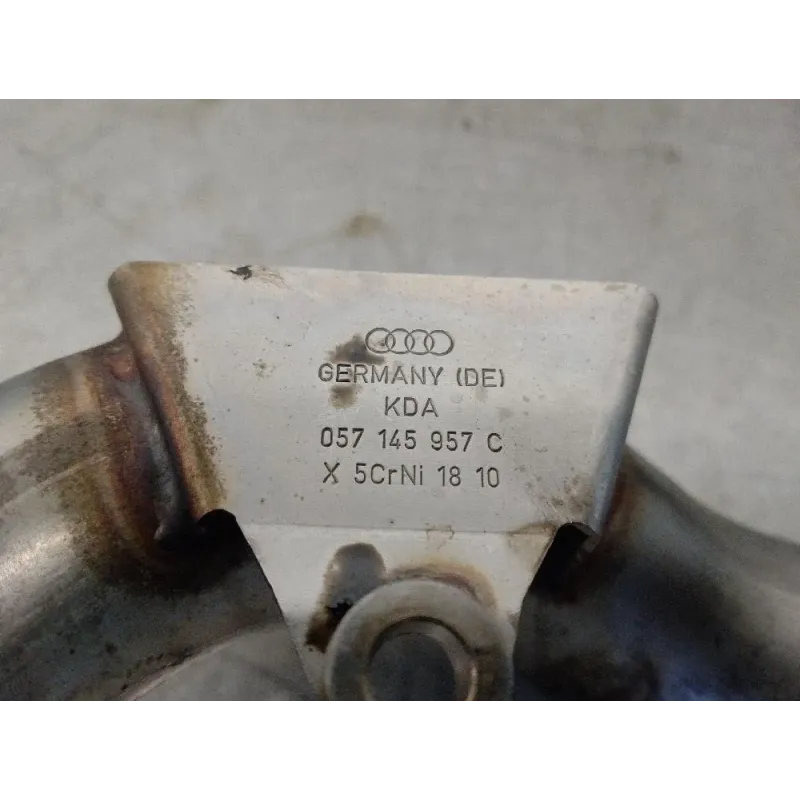 GERMANY (DE)
KDA
057 145 957 C
X 5CrNi 18 10